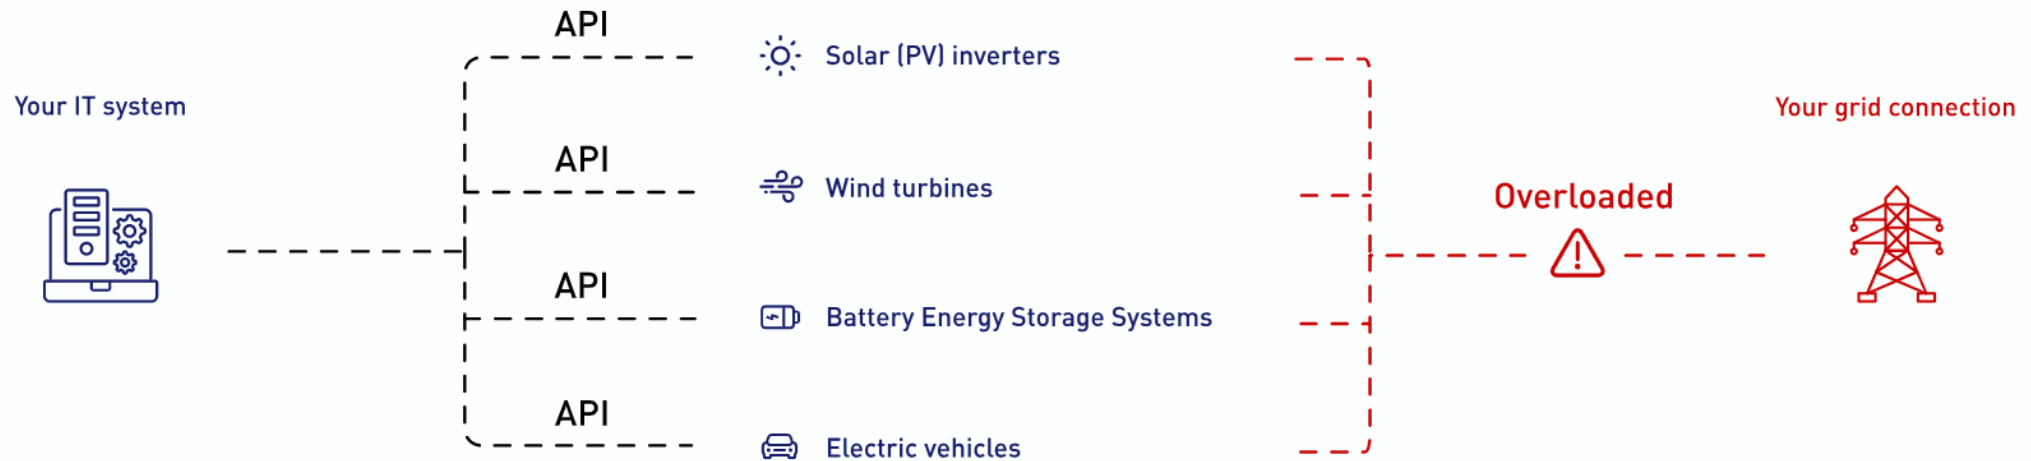 API
Solar (PV) inverters
Your IT system
Your grid connection
API
Wind turbines
Overloaded
API
Battery Energy Storage Systems
API
Electric vehicles